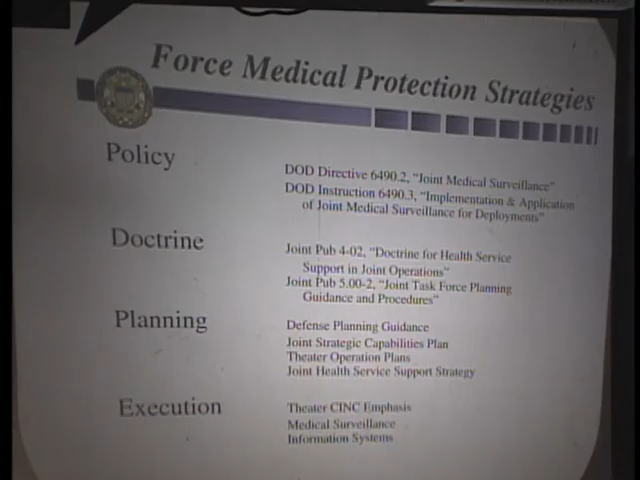 Force Medical Protection Strategies
Policy
DOD Directive 6490.2, "Joint Medical Surveillance"
DOD Instruction 6490.3, "Implementation & Application
of Joint Medical Surveillance for Deployments"
Doctrine
Joint Pub 4-02, "Doctrine for Health Service
Support in Joint Operations"
Joint Pub 5.00-2, "Joint Task Force Planning
Guidance and Procedures"
Planning
Defense Planning Guidance
Joint Strategic Capabilities Plan
Theater Operation Plans
Joint Health Service Support Strategy
Execution
Theater CINC Emphasis
Medical Surveillance
Information Systems